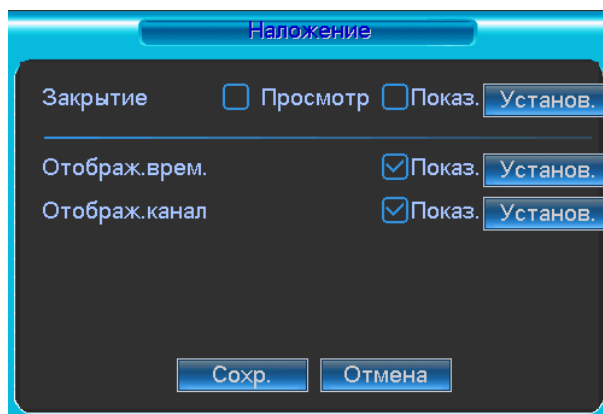 Наложение
Закрытие Просмотр Показ. Установ.
Отображ.врем. Показ. Установ.
Отображ.канал Показ. Установ.
Сохр. Отмена